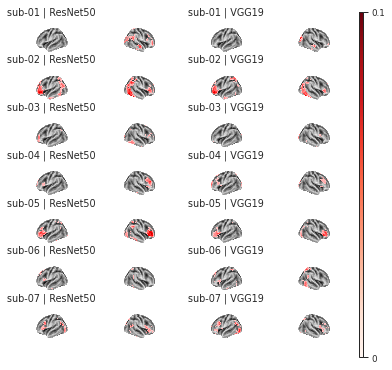 sub-01 | ResNet50
sub-01 | VGG19
0.1
sub-02 | ResNet50
sub-02 | VGG19
sub-03 | ResNet50
sub-03 | VGG19
sub-04 | ResNet50
sub-04 | VGG19
sub-05 | ResNet50
sub-05 | VGG19
sub-06 | ResNet50
sub-06 | VGG19
sub-07 | ResNet50
sub-07 | VGG19
0